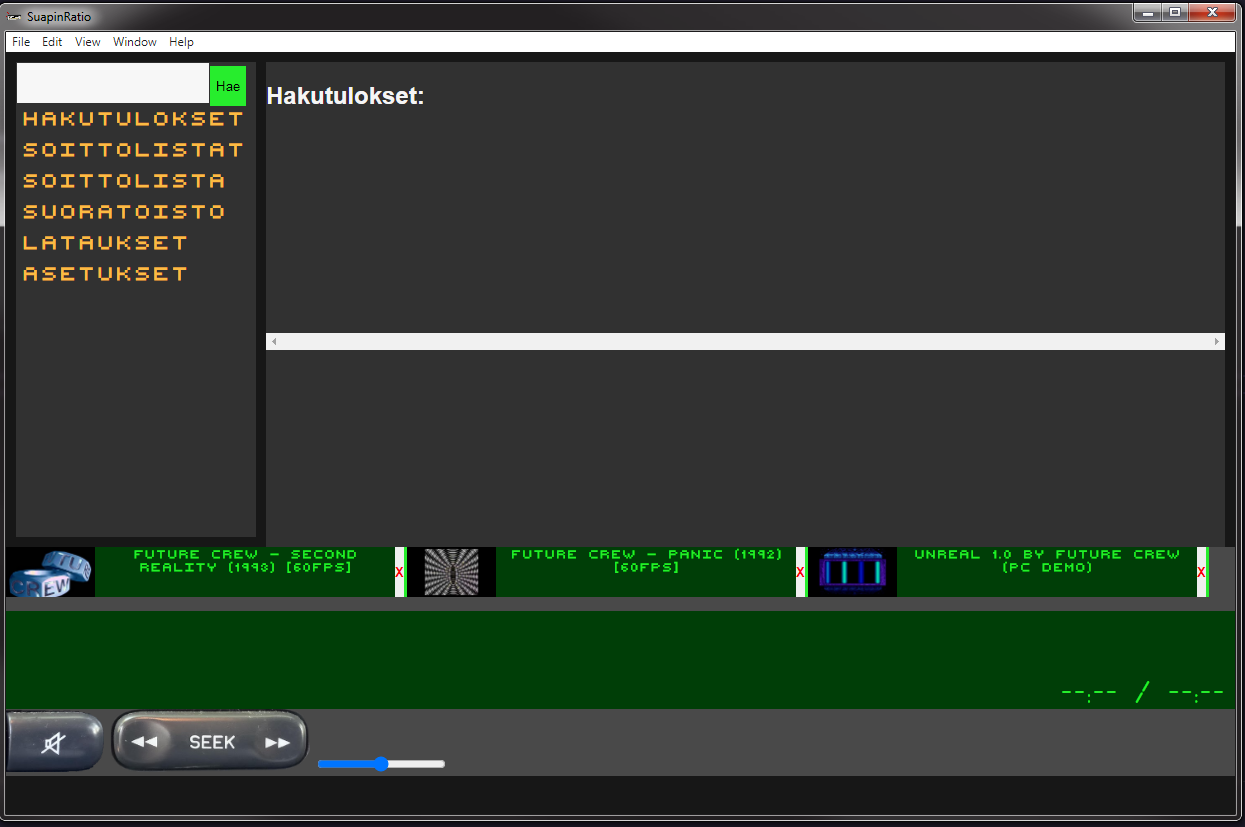 SuapinRatio
File Edit View Window Help
Hae
Hakutulokset:
HAKUTULOKSET
SOITTOLISTAT
SOITTOLISTA
SUORATOISTO
LATAUKSET
ASETUKSET
CREW
FUTURE CREW - SECOND
REALITY (1993) [60FPS]
X
FUTURE CREW - PANIC (1992)
[60FPS]
X
UNREAL 1.0 BY FUTURE CREW
(PC DEMO)
X
--:-- / --:--
SEEK